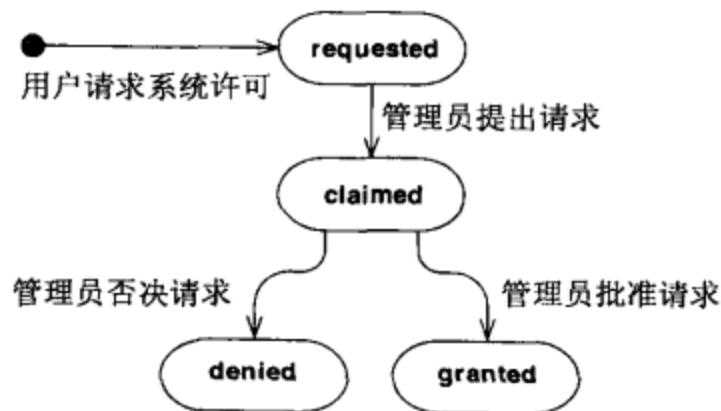 requested
用户请求系统许可
管理员提出请求
claimed
管理员否决请求
管理员批准请求
denied
granted